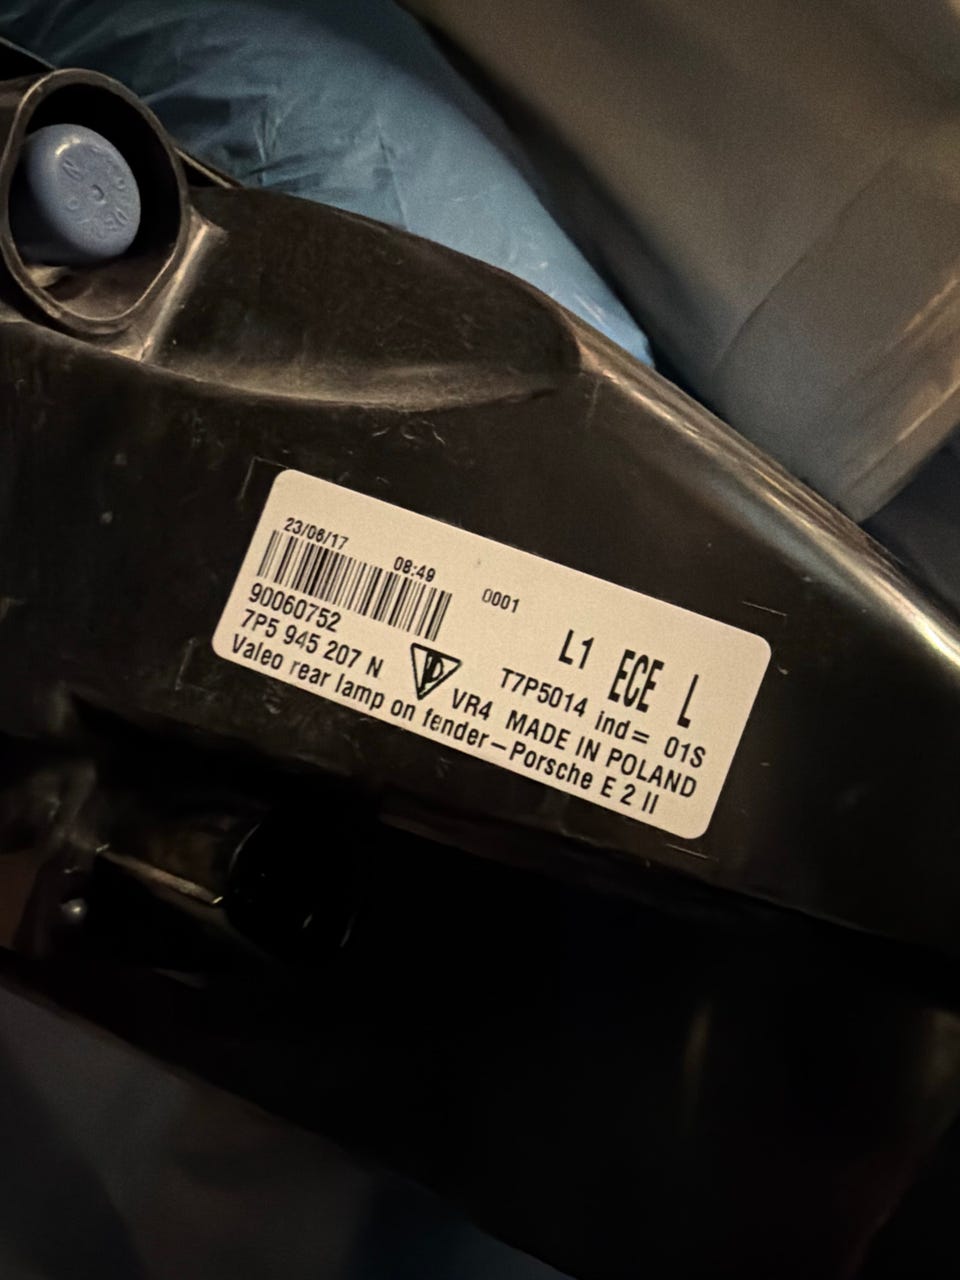 23/06/17 08:49 0001
90060752 L1 ECE L
7P5 945 207 N T7P5014 ind= 01S
VR4 MADE IN POLAND
Valeo rear lamp on fender-Porsche E 2 II